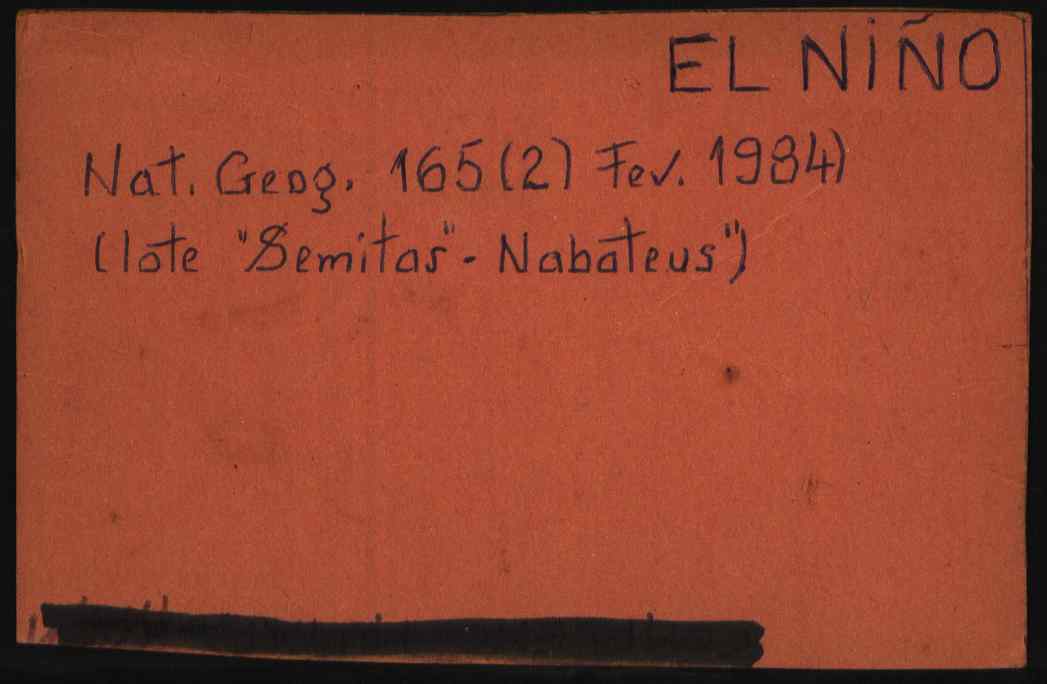 EL NIÑO
Nat. Geog. 165(2) Fev. 1984)
(lote "Semitas" - Nabateus")